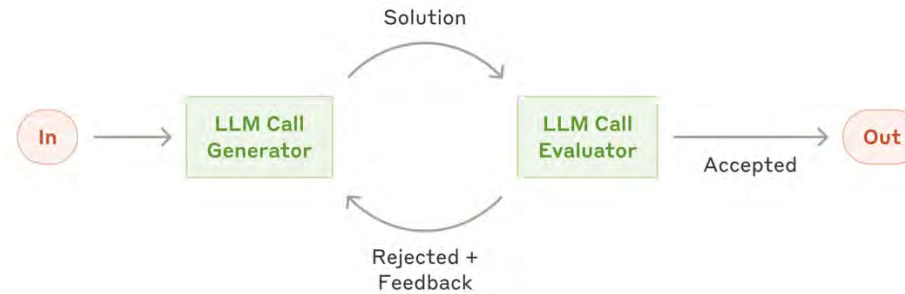 Solution
In
LLM Call
Generator
LLM Call
Evaluator
Accepted
Out
Rejected +
Feedback